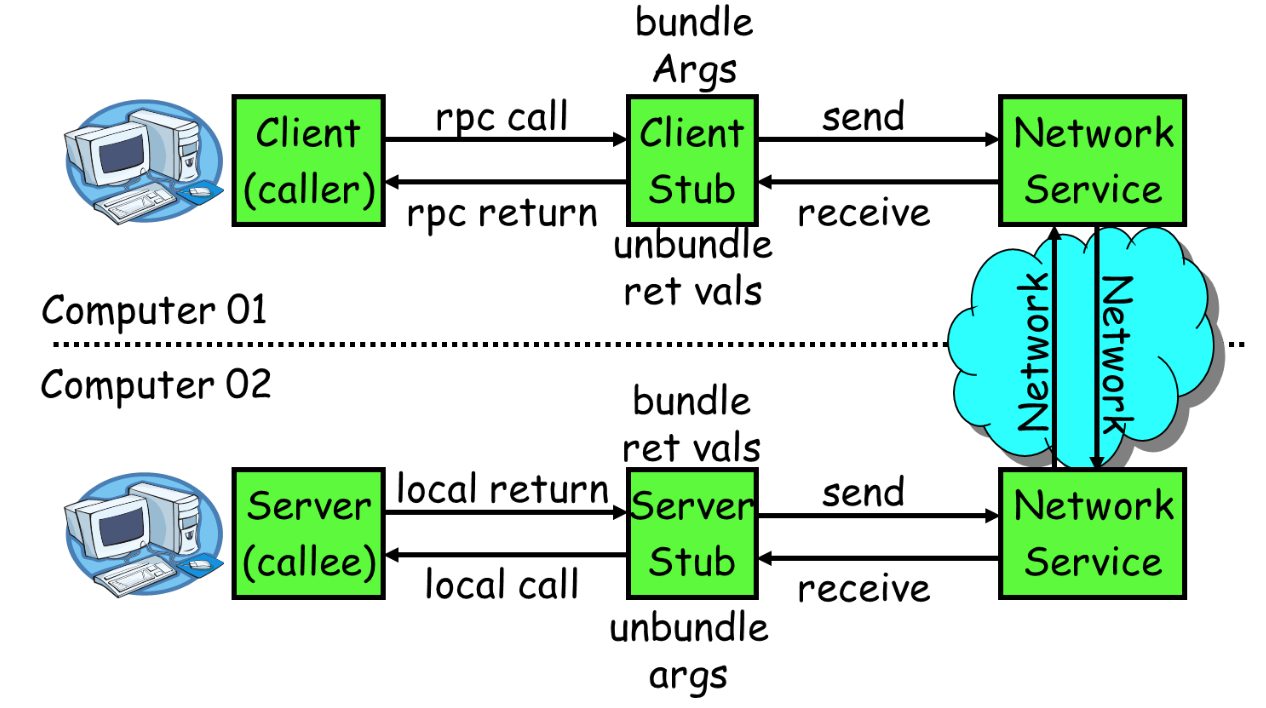 bundle
Args
Client
(caller)
rpc call
rpc return
Client
Stub
send
receive
Network
Service
unbundle
ret vals
Computer 01
Network
Network
Computer 02
bundle
ret vals
Server
(callee)
local return
local call
Server
Stub
send
receive
Network
Service
unbundle
args